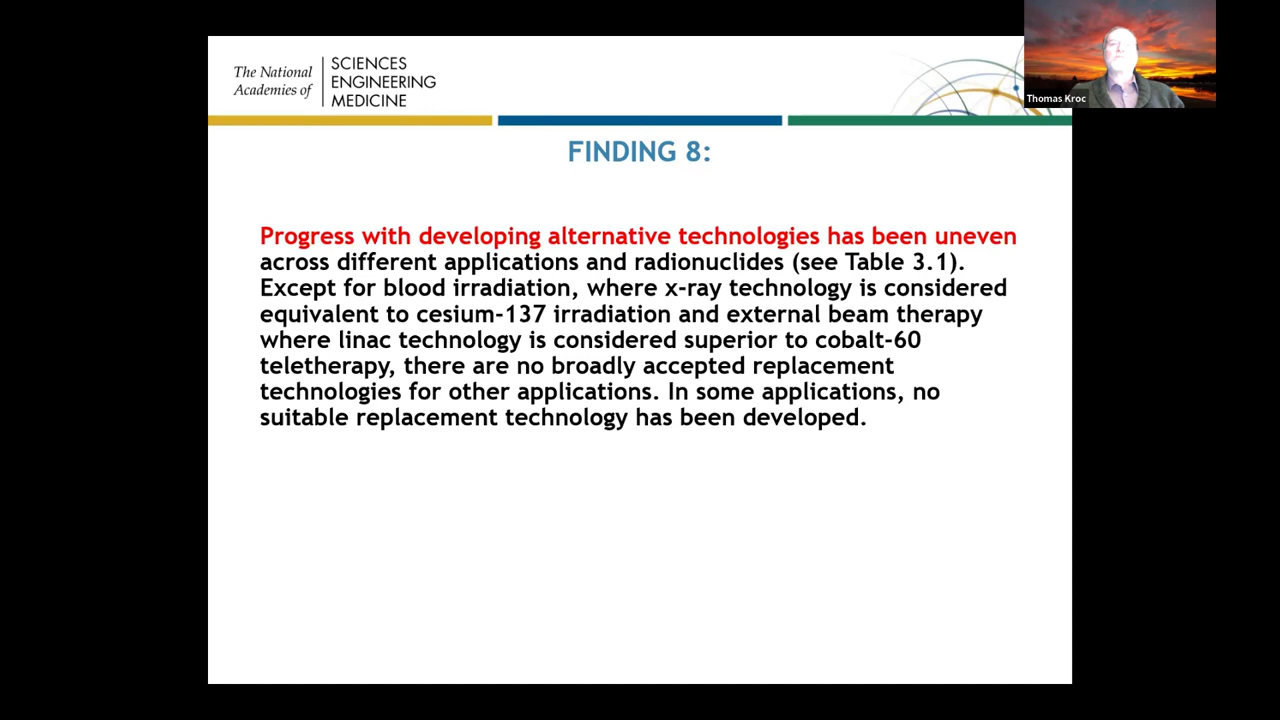 The National
Academies of
SCIENCES
ENGINEERING
MEDICINE
Thomas Kroc
FINDING 8:
Progress with developing alternative technologies has been uneven
across different applications and radionuclides (see Table 3.1).
Except for blood irradiation, where x-ray technology is considered
equivalent to cesium-137 irradiation and external beam therapy
where linac technology is considered superior to cobalt-60
teletherapy, there are no broadly accepted replacement
technologies for other applications. In some applications, no
suitable replacement technology has been developed.